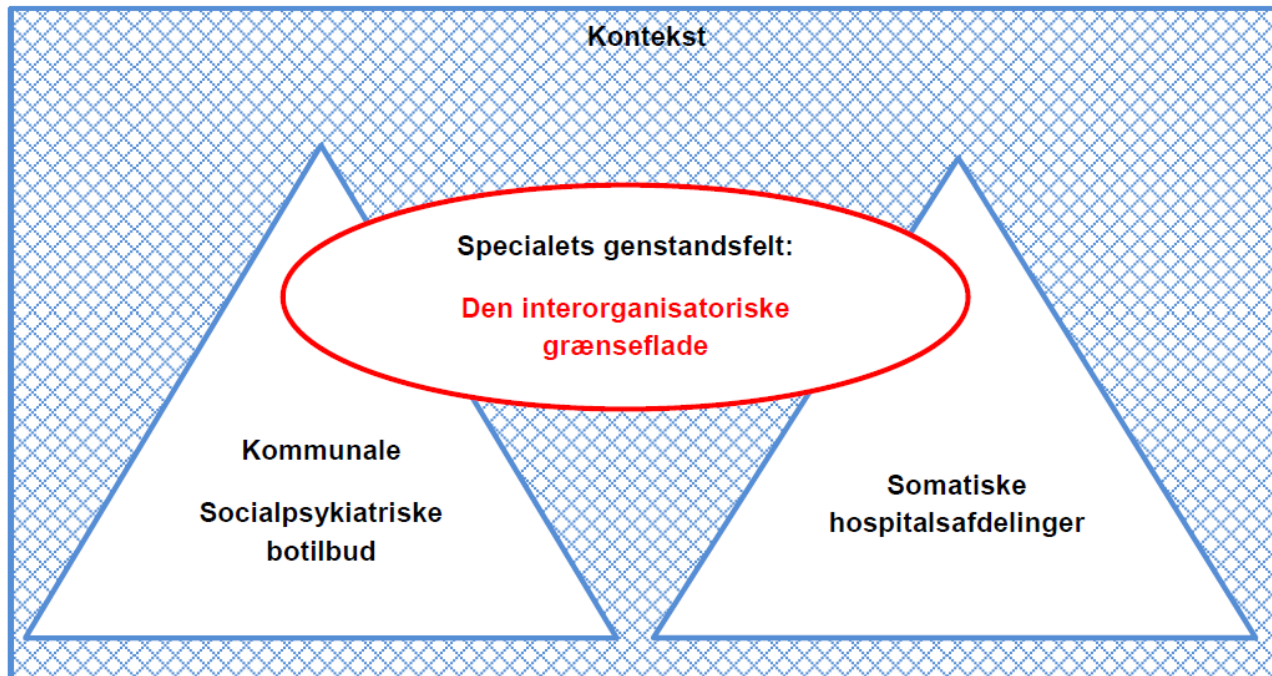 Kontekst
Specialets genstandsfelt:
Den interorganisatoriske
grænseflade
Kommunale
Socialpsykiatriske
botilbud
Somatiske
hospitalsafdelinger